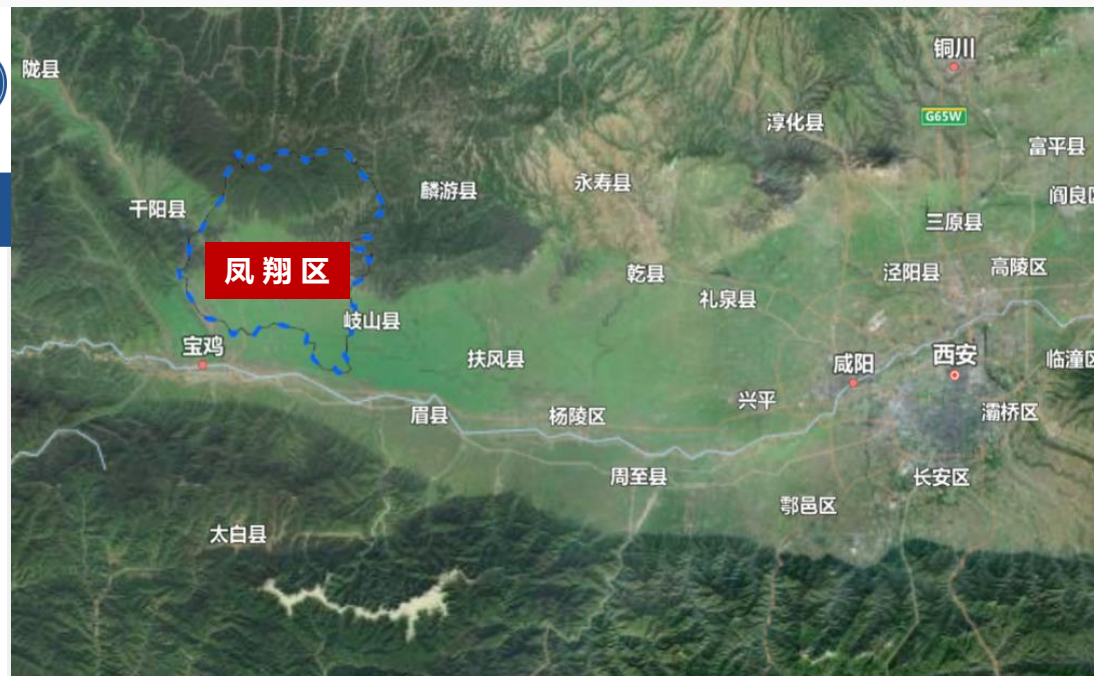 铜川
陇县
G65W
淳化县
富平县
永寿县
麟游县
阎良区
千阳县
三原县
凤翔区
泾阳县
高陵区
乾县
礼泉县
岐山县
宝鸡
扶风县
咸阳
西安
临潼区
兴平
眉县
杨陵区
灞桥区
周至县
长安区
鄠邑区
太白县